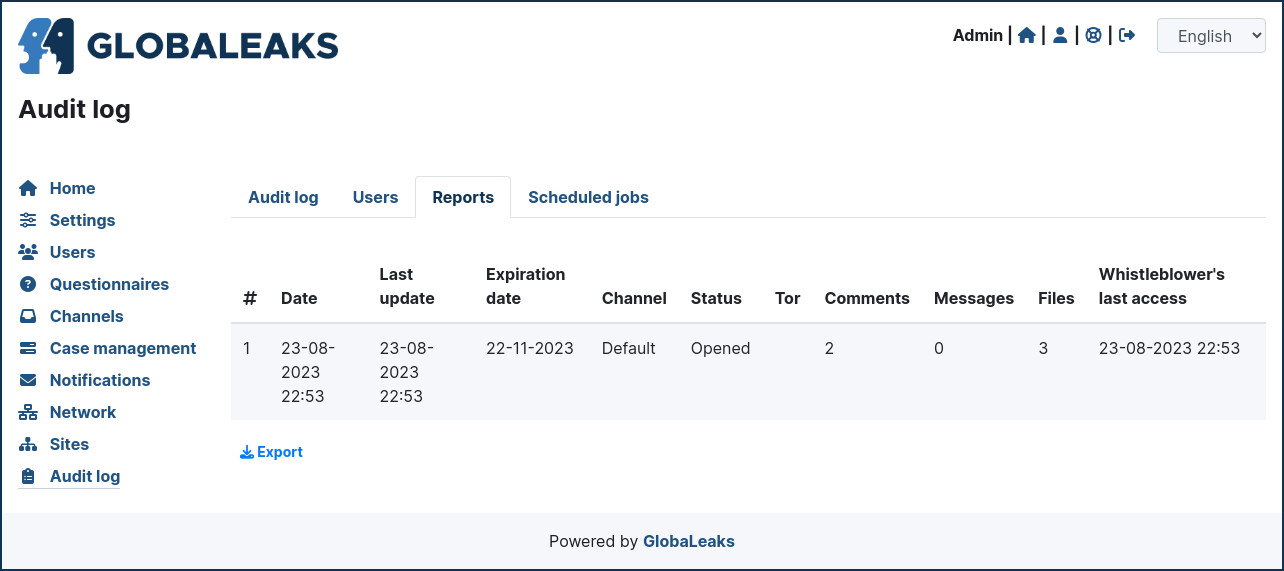 GLOBALEAKS
Admin | | | |
English
Audit log
Home
Settings
Users
Questionnaires
Channels
Case management
Notifications
Network
Sites
Audit log
Audit log Users Reports Scheduled jobs
# Date Last update Expiration date Channel Status Tor Comments Messages Files Whistleblower's last access
1 23-08-2023 22:53 23-08-2023 22:53 22-11-2023 Default Opened 2 0 3 23-08-2023 22:53
Export
Powered by GlobaLeaks